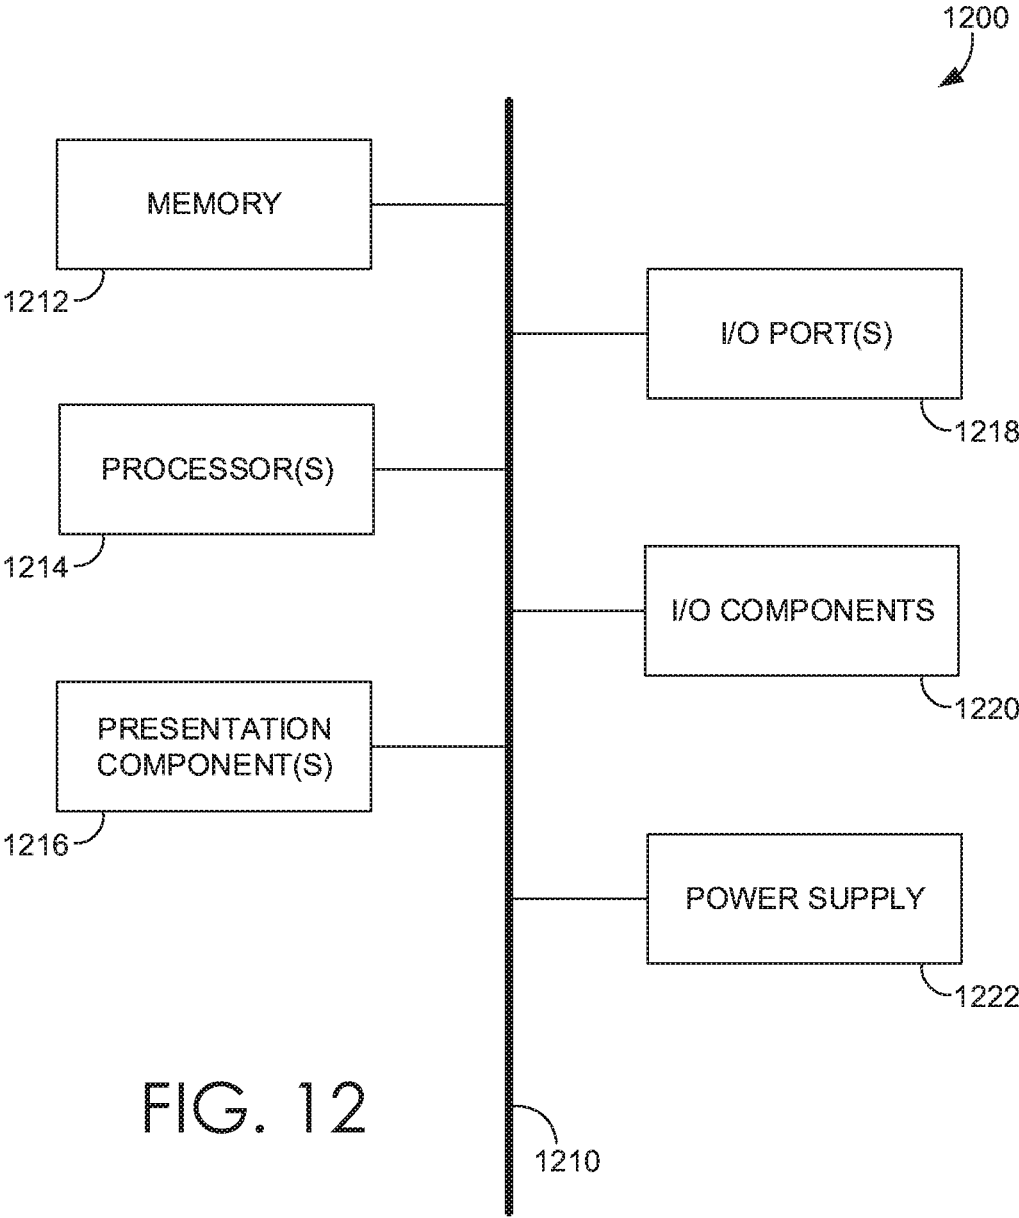 1200
MEMORY
1212
I/O PORT(S)
1218
PROCESSOR(S)
1214
I/O COMPONENTS
1220
PRESENTATION
COMPONENT(S)
1216
POWER SUPPLY
1222
FIG. 12
1210